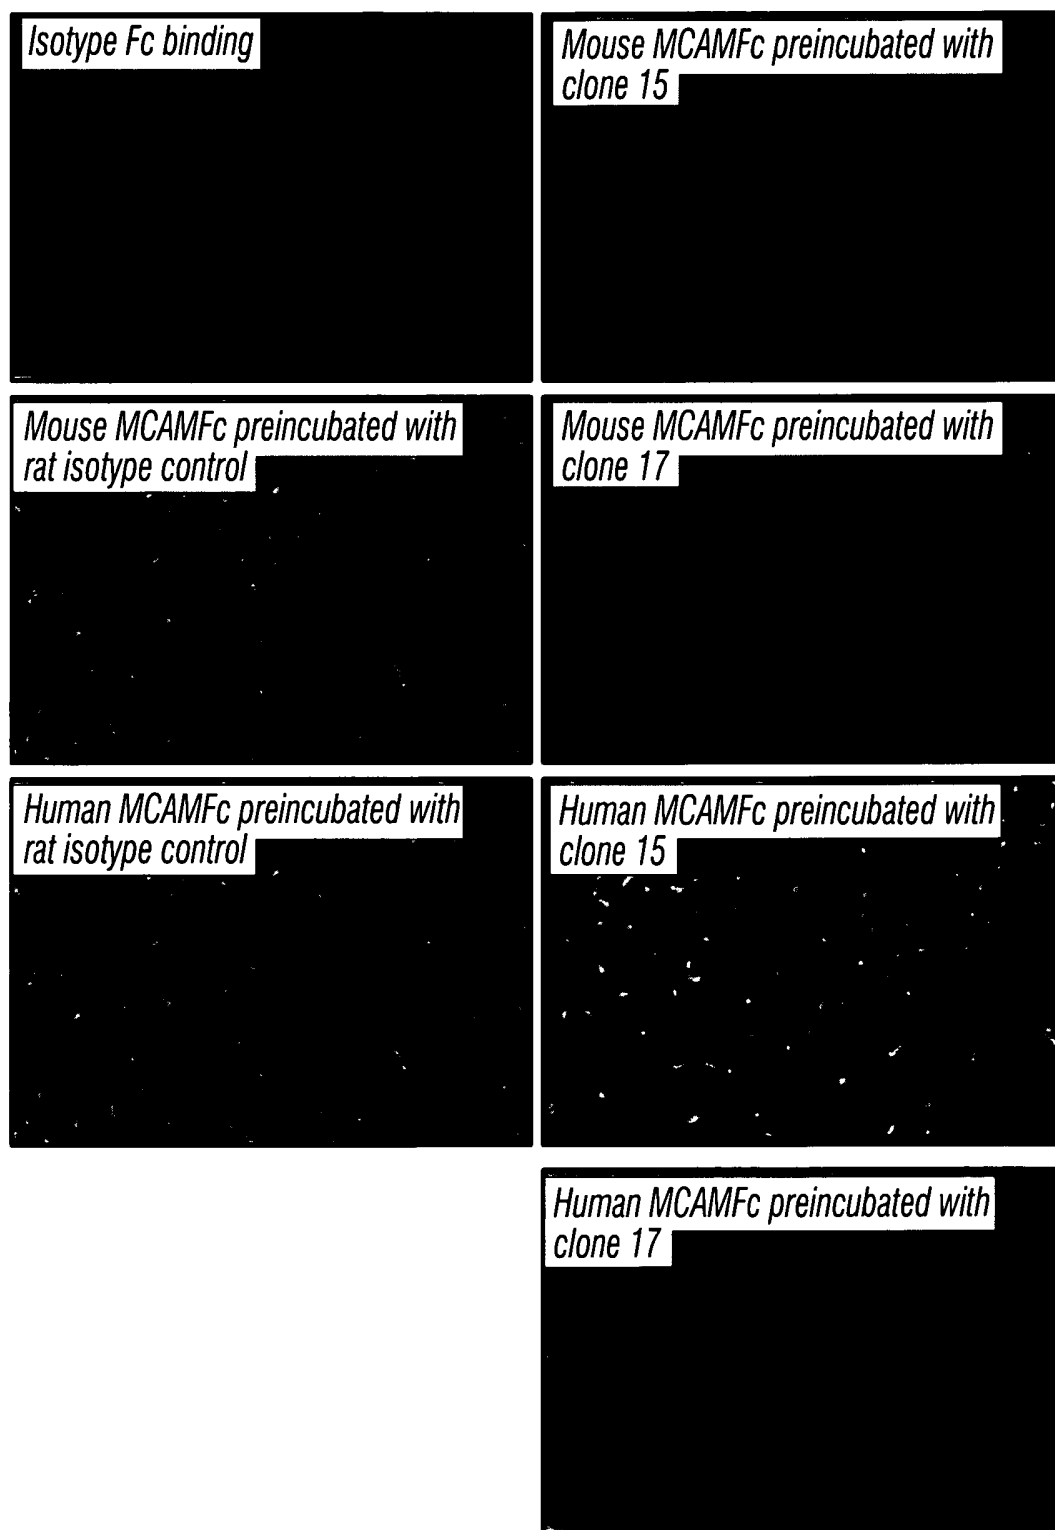 Isotype Fc binding
Mouse MCAMFc preincubated with
clone 15
Mouse MCAMFc preincubated with
rat isotype control
Mouse MCAMFc preincubated with
clone 17
Human MCAMFc preincubated with
rat isotype control
Human MCAMFc preincubated with
clone 15
Human MCAMFc preincubated with
clone 17